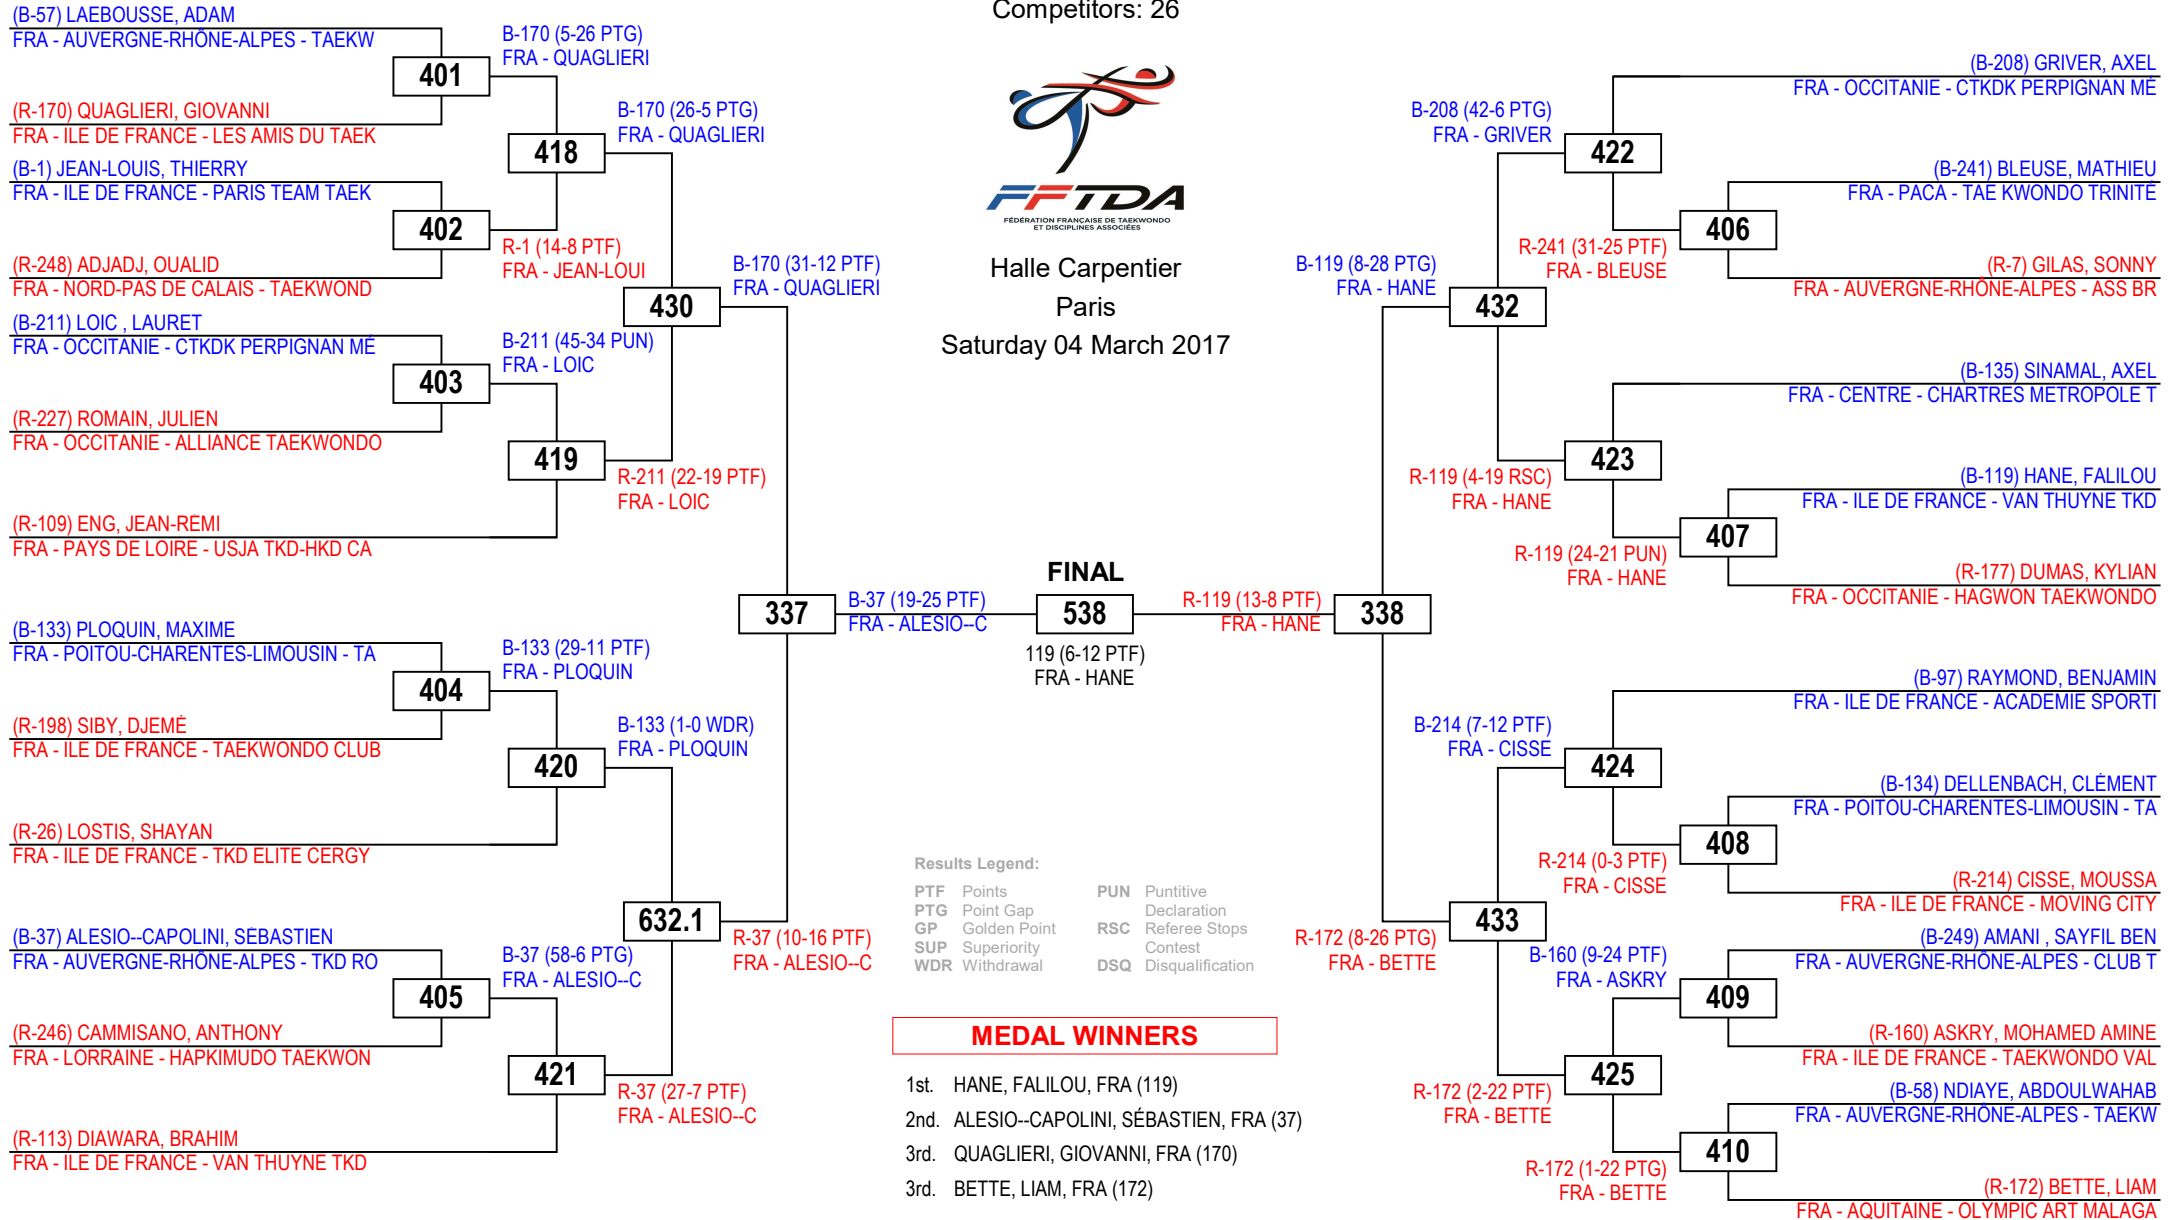 Competitors: 26
FFTDA
FÉDÉRATION FRANÇAISE DE TAEKWONDO
ET DISCIPLINES ASSOCIÉES
Halle Carpentier
Paris
Saturday 04 March 2017
(B-57) LAEBOUSSE, ADAM
FRA - AUVERGNE-RHÔNE-ALPES - TAEKW
401
(R-170) QUAGLIERI, GIOVANNI
FRA - ILE DE FRANCE - LES AMIS DU TAEK
(B-1) JEAN-LOUIS, THIERRY
FRA - ILE DE FRANCE - PARIS TEAM TAEK
402
(R-248) ADJADJ, OUALID
FRA - NORD-PAS DE CALAIS - TAEKWOND
(B-211) LOIC , LAURET
FRA - OCCITANIE - CTKDK PERPIGNAN MÉ
403
(R-227) ROMAIN, JULIEN
FRA - OCCITANIE - ALLIANCE TAEKWONDO
(R-109) ENG, JEAN-RÉMI
FRA - PAYS DE LOIRE - USJA TKD-HKD CA
(B-133) PLOQUIN, MAXIME
FRA - POITOU-CHARENTES-LIMOUSIN - TA
404
(R-198) SIBY, DJEMÉ
FRA - ILE DE FRANCE - TAEKWONDO CLUB
(R-26) LOSTIS, SHAYAN
FRA - ILE DE FRANCE - TKD ELITE CERGY
(B-37) ALESIO--CAPOLINI, SÉBASTIEN
FRA - AUVERGNE-RHÔNE-ALPES - TKD RO
405
(R-246) CAMMISANO, ANTHONY
FRA - LORRAINE - HAPKIMUDO TAEKWON
(R-113) DIAWARA, BRAHIM
FRA - ILE DE FRANCE - VAN THUYNE TKD
B-170 (5-26 PTG)
FRA - QUAGLIERI
418
R-1 (14-8 PTF)
FRA - JEAN-LOUI
B-211 (45-34 PUN)
FRA - LOIC
419
B-133 (29-11 PTF)
FRA - PLOQUIN
420
B-37 (58-6 PTG)
FRA - ALESIO--C
421
B-170 (26-5 PTG)
FRA - QUAGLIERI
430
R-211 (22-19 PTF)
FRA - LOIC
B-133 (1-0 WDR)
FRA - PLOQUIN
632.1
R-37 (27-7 PTF)
FRA - ALESIO--C
B-170 (31-12 PTF)
FRA - QUAGLIERI
337
R-37 (10-16 PTF)
FRA - ALESIO--C
B-37 (19-25 PTF)
FRA - ALESIO--C
FINAL
538
119 (6-12 PTF)
FRA - HANE
R-119 (13-8 PTF)
FRA - HANE
338
B-119 (8-28 PTG)
FRA - HANE
432
R-172 (8-26 PTG)
FRA - BETTE
433
B-208 (42-6 PTG)
FRA - GRIVER
422
R-119 (4-19 RSC)
FRA - HANE
423
B-214 (7-12 PTF)
FRA - CISSE
424
R-172 (2-22 PTF)
FRA - BETTE
425
R-241 (31-25 PTF)
FRA - BLEUSE
R-119 (24-21 PUN)
FRA - HANE
R-214 (0-3 PTF)
FRA - CISSE
B-160 (9-24 PTF)
FRA - ASKRY
R-172 (1-22 PTG)
FRA - BETTE
(B-208) GRIVER, AXEL
FRA - OCCITANIE - CTKDK PERPIGNAN MÉ
(B-241) BLEUSE, MATHIEU
FRA - PACA - TAE KWONDO TRINITÉ
406
(R-7) GILAS, SONNY
FRA - AUVERGNE-RHÔNE-ALPES - ASS BR
(B-135) SINAMAL, AXEL
FRA - CENTRE - CHARTRES METROPOLE T
(B-119) HANE, FALILOU
FRA - ILE DE FRANCE - VAN THUYNE TKD
407
(R-177) DUMAS, KYLIAN
FRA - OCCITANIE - HAGWON TAEKWONDO
(B-97) RAYMOND, BENJAMIN
FRA - ILE DE FRANCE - ACADEMIE SPORTI
(B-134) DELLENBACH, CLÉMENT
FRA - POITOU-CHARENTES-LIMOUSIN - TA
408
(R-214) CISSE, MOUSSA
FRA - ILE DE FRANCE - MOVING CITY
(B-249) AMANI , SAYFIL BEN
FRA - AUVERGNE-RHÔNE-ALPES - CLUB T
409
(R-160) ASKRY, MOHAMED AMINE
FRA - ILE DE FRANCE - TAEKWONDO VAL
(B-58) NDIAYE, ABDOULWAHAB
FRA - AUVERGNE-RHÔNE-ALPES - TAEKW
410
(R-172) BETTE, LIAM
FRA - AQUITAINE - OLYMPIC ART MALAGA
Results Legend:
PTF Points
PTG Point Gap
GP Golden Point
SUP Superiority
WDR Withdrawal
PUN Puntitive
Declaration
RSC Referee Stops
Contest
DSQ Disqualification
MEDAL WINNERS
1st. HANE, FALILOU, FRA (119)
2nd. ALESIO--CAPOLINI, SÉBASTIEN, FRA (37)
3rd. QUAGLIERI, GIOVANNI, FRA (170)
3rd. BETTE, LIAM, FRA (172)